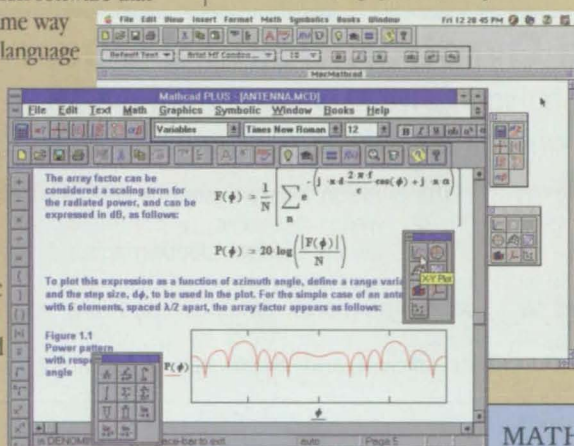 me way
language
File Edit View Insert Format Math Symbolics Books Window
Fri 12 28 45 PM
Default Text
12
MacMathcad
Mathcad PLUS - [ANTENNA.MCD]
File Edit Text Math Graphics Symbolic Window Books Help
Variables Times New Roman 12 B I U
The array factor can be
considered a scaling term for
the radiated power, and can be
expressed in dB, as follows:
P(ϕ) := 20·log(|F(ϕ)|/N)
X-Y Plot
To plot this expression as a function of azimuth angle, define a range vari
and the step size, dϕ, to be used in the plot. For the simple case of an ante
with 6 elements, spaced λ/2 apart, the array factor appears as follows:
Figure 1.1
Power pattern
with resp
angle
P(ϕ)
ϕ
auto
Page 5
MATH